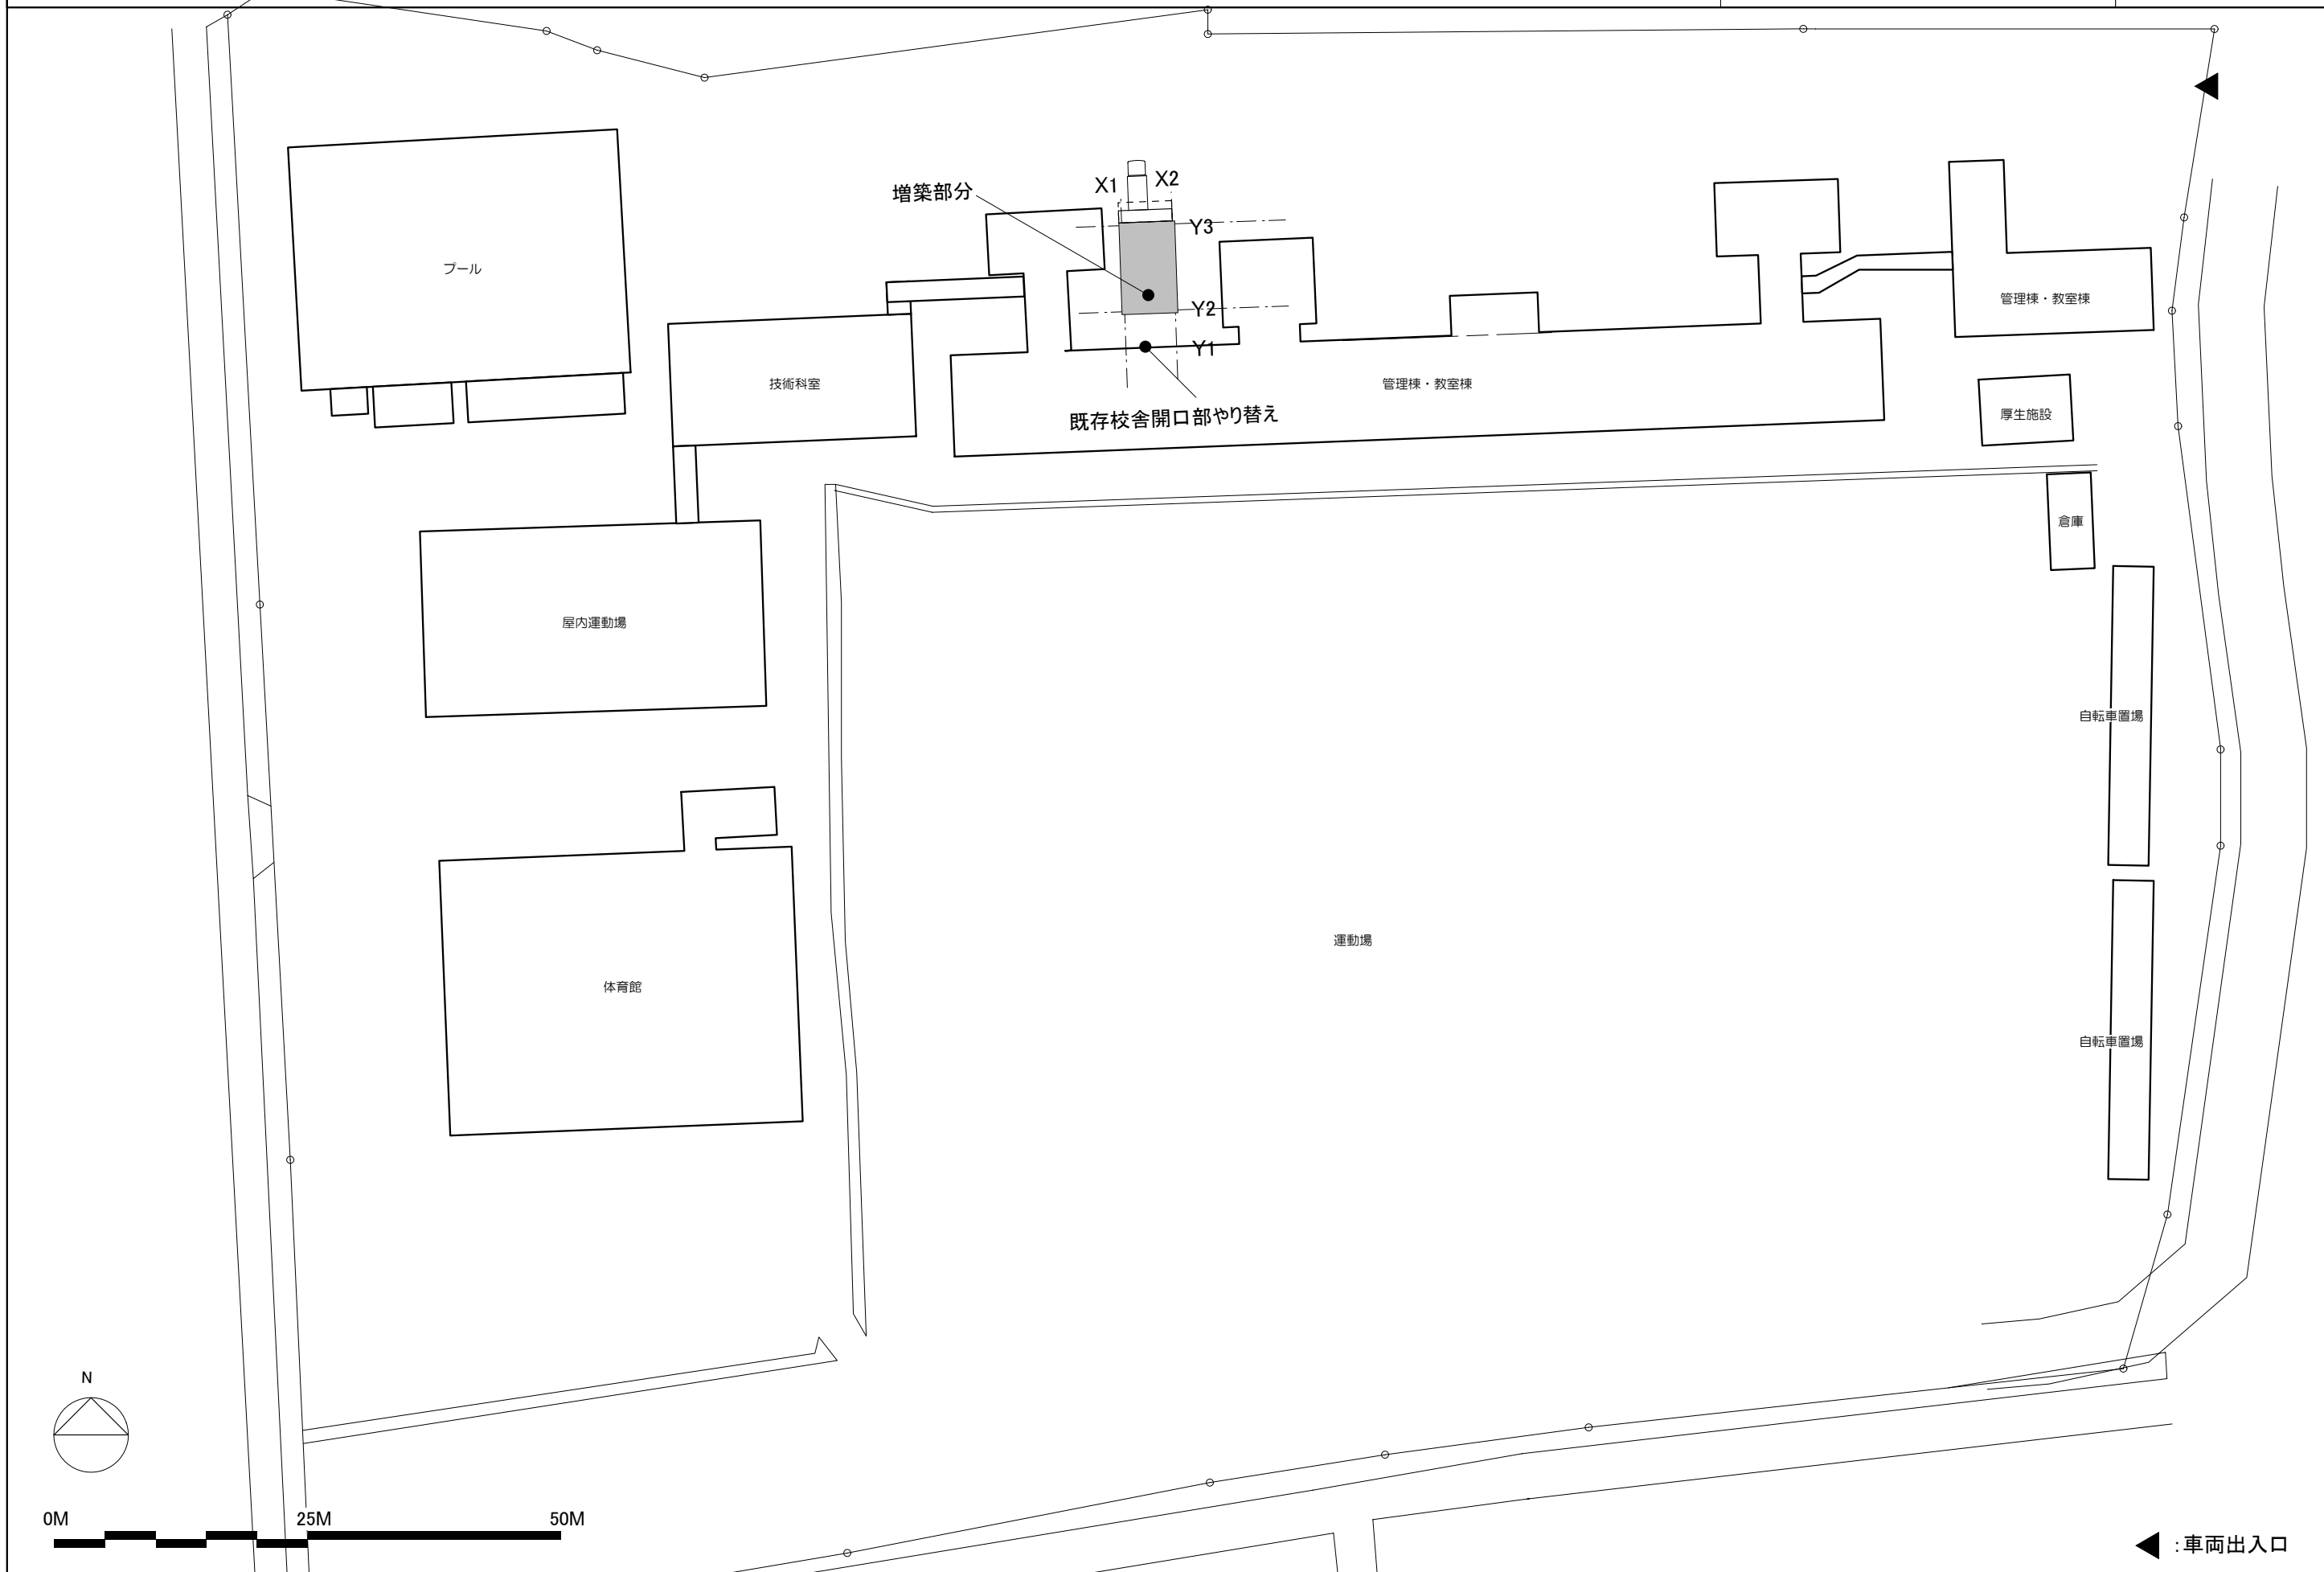 X1
X2
増築部分
Y3
プール
Y2
管理棟・教室棟
Y1
技術科室
管理棟・教室棟
既存校舎開口部やり替え
厚生施設
倉庫
屋内運動場
自転車置場
運動場
体育館
自転車置場
N
0M
25M
50M
:車両出入口